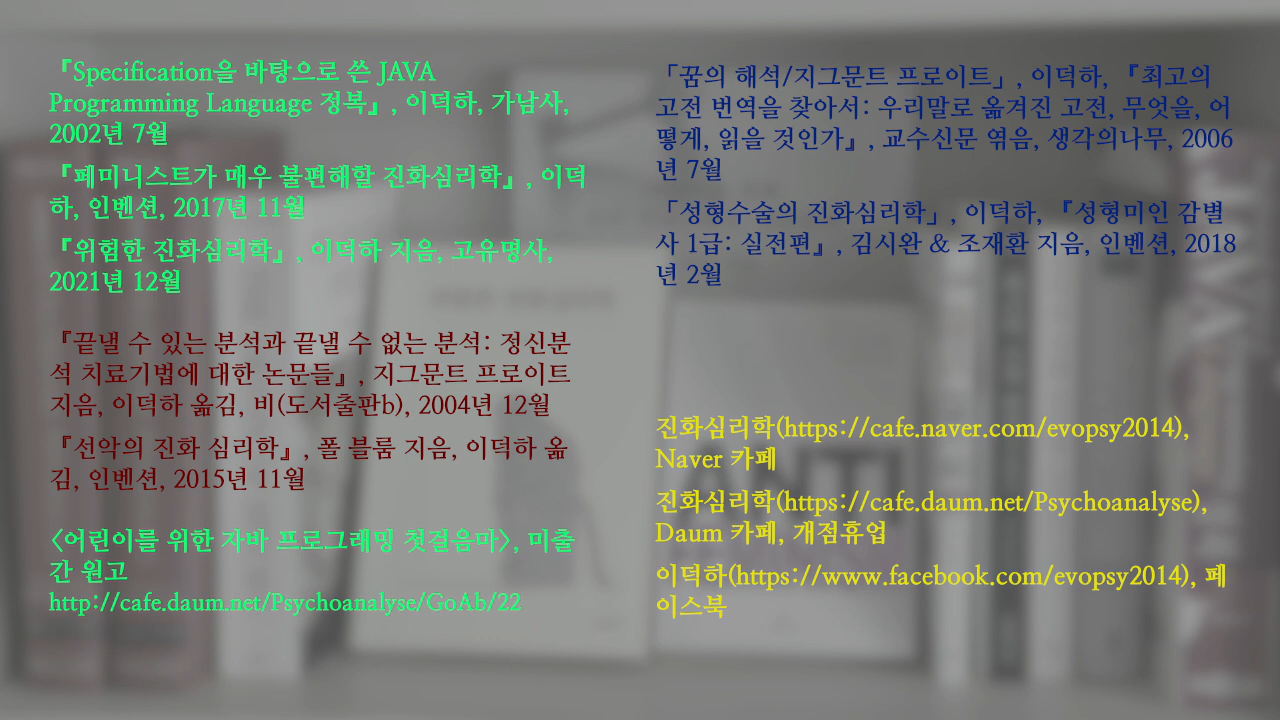 『Specification을 바탕으로 쓴 JAVA
Programming Language 정복』, 이덕하, 가남사,
2002년 7월
『페미니스트가 매우 불편해할 진화심리학』, 이덕
하, 인벤션, 2017년 11월
『위험한 진화심리학』, 이덕하 지음, 고유명사,
2021년 12월
『끝낼 수 있는 분석과 끝낼 수 없는 분석: 정신분
석 치료기법에 대한 논문들』, 지그문트 프로이트
지음, 이덕하 옮김, 비(도서출판b), 2004년 12월
『선악의 진화 심리학』, 폴 블룸 지음, 이덕하 옮
김, 인벤션, 2015년 11월
<어린이를 위한 자바 프로그래밍 첫걸음마>, 미출
간 원고
http://cafe.daum.net/Psychoanalyse/GoAb/22
「꿈의 해석/지그문트 프로이트」, 이덕하, 『최고의
고전 번역을 찾아서: 우리말로 옮겨진 고전, 무엇을, 어
떻게, 읽을 것인가』, 교수신문 엮음, 생각의나무, 2006
년 7월
「성형수술의 진화심리학」, 이덕하, 『성형미인 감별
사 1급: 실전편』, 김시완 & 조재환 지음, 인벤션, 2018
년 2월
진화심리학(https://cafe.naver.com/evopsy2014),
Naver 카페
진화심리학(https://cafe.daum.net/Psychoanalyse),
Daum 카페, 개점휴업
이덕하(https://www.facebook.com/evopsy2014), 페
이스북